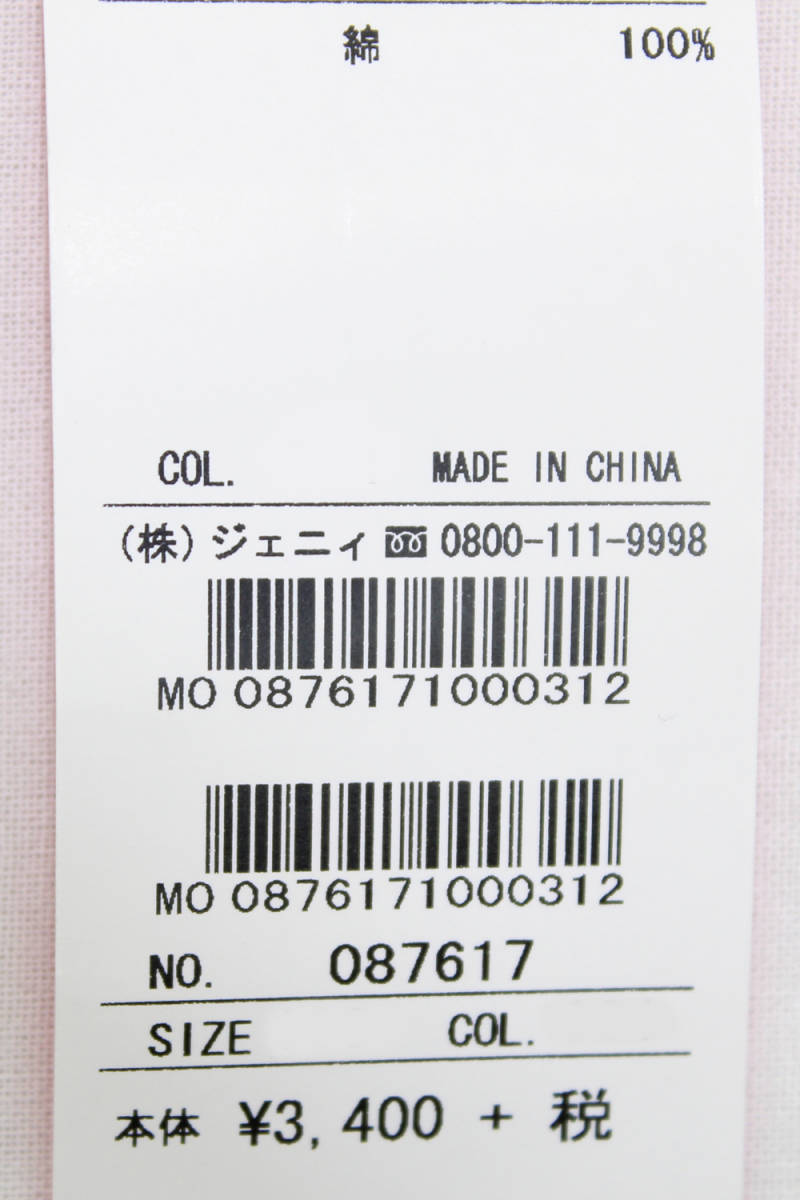 綿 100%
COL. MADE IN CHINA
(株)ジェニィ 0800-111-9998
MO 0876171000312
MO 0876171000312
NO. 087617
SIZE COL.
本体 ¥3,400 + 税